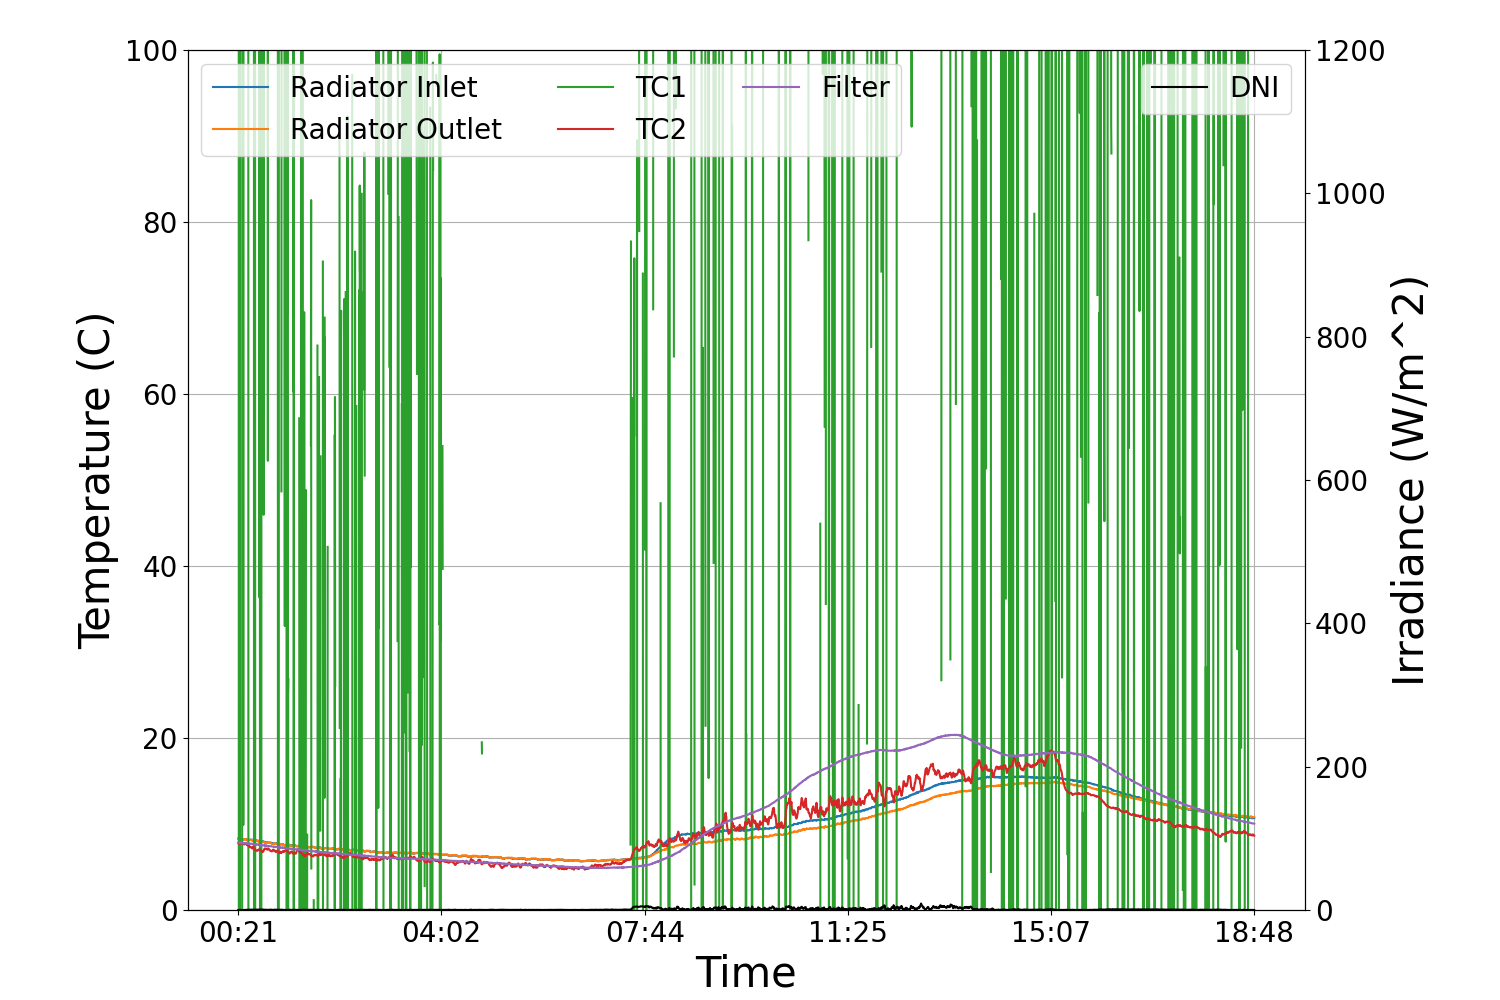 Radiator Inlet
Radiator Outlet
TC1
TC2
Filter
DNI
100
80
60
40
20
0
Temperature (C)
1200
1000
800
600
400
200
0
Irradiance (W/m^2)
00:21 04:02 07:44 11:25 15:07 18:48
Time